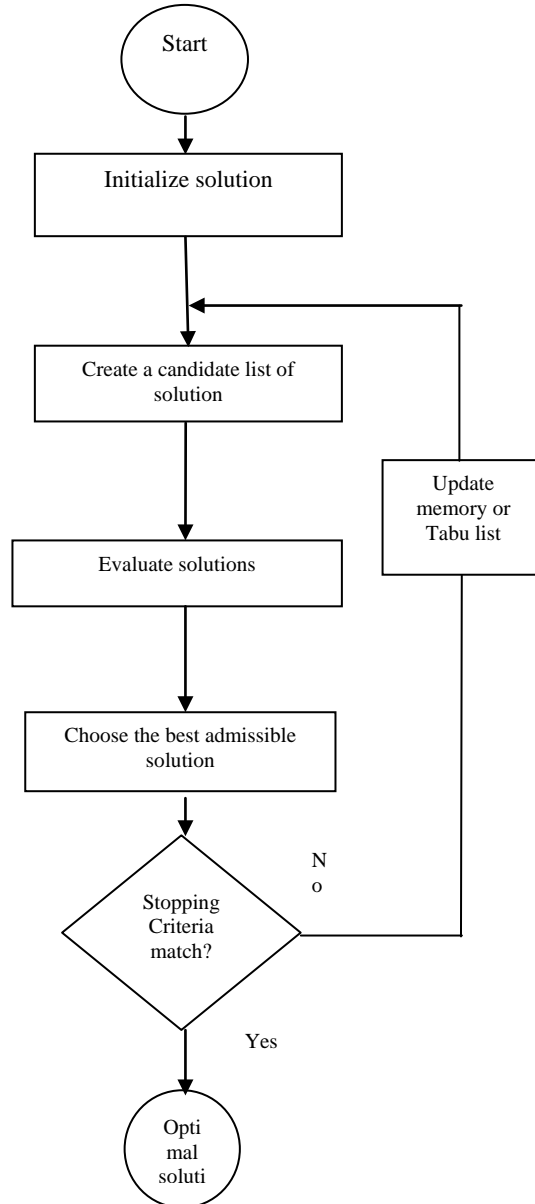 Start
Initialize solution
Create a candidate list of
solution
Update
memory or
Tabu list
Evaluate solutions
Choose the best admissible
solution
N
o
Stopping
Criteria
match?
Yes
Opti
mal
soluti